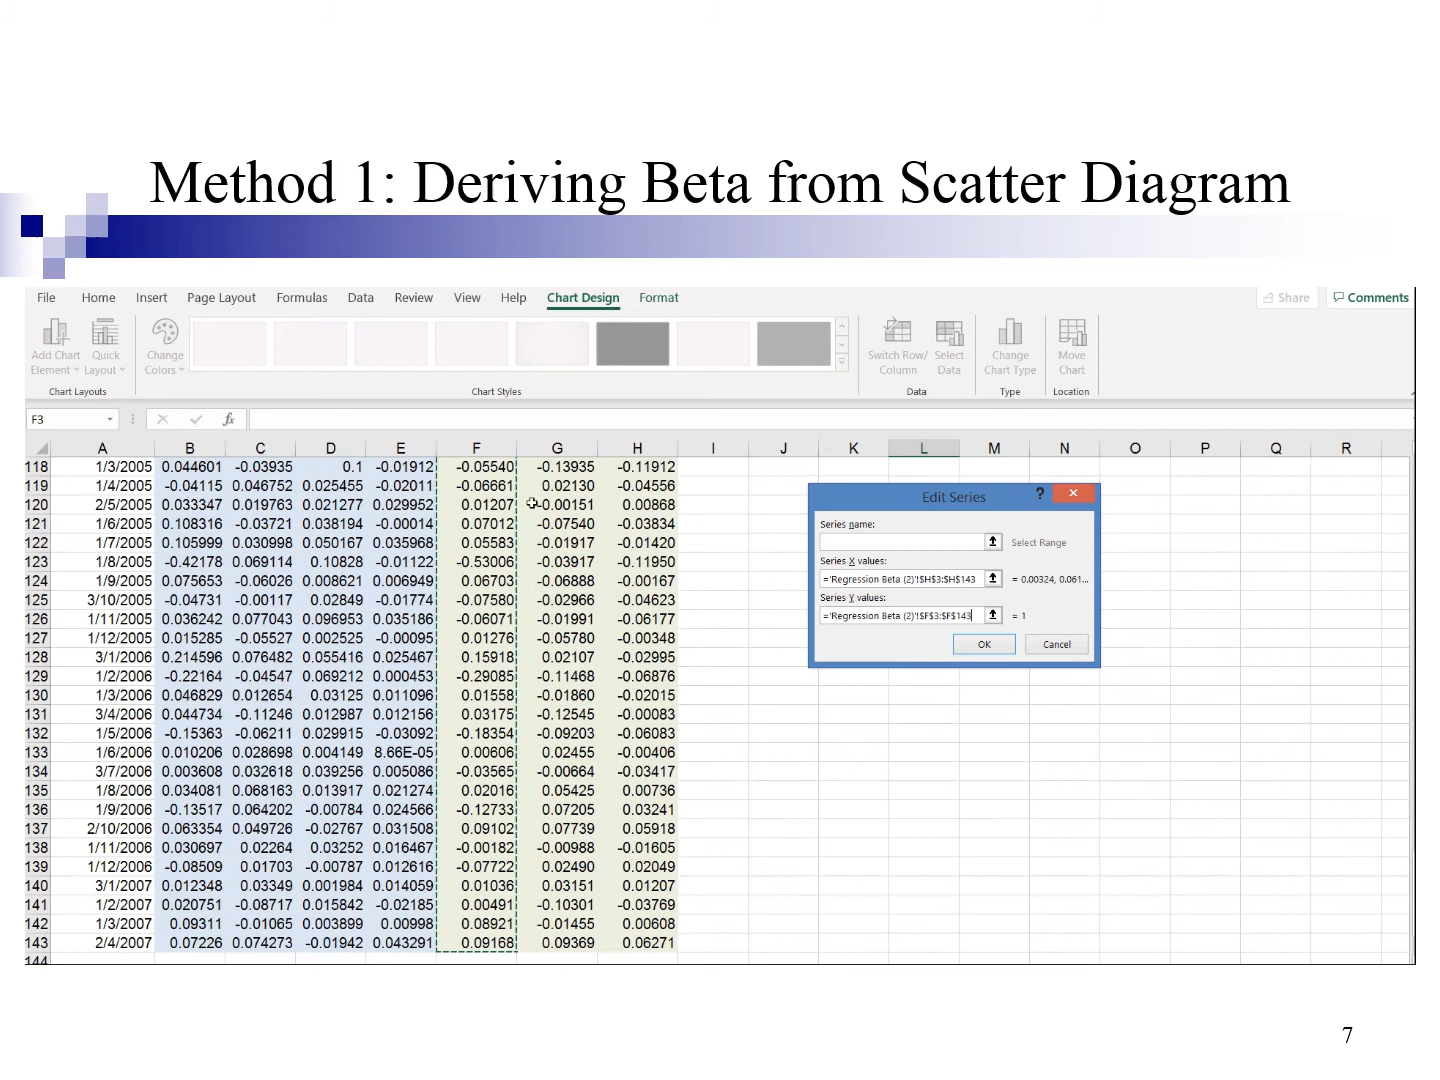 Method 1: Deriving Beta from Scatter Diagram
File Home Insert Page Layout Formulas Data Review View Help Chart Design Format Share Comments
Add Chart Element Quick Layout Change Colors Switch Row/ Column Select Data Change Chart Type Move Chart
Chart Layouts Chart Styles Data Type Location
F3 fx
A B C D E F G H I J K L M N O P Q R
118 1/3/2005 0.044601 -0.03935 0.1 -0.01912 -0.05540 -0.13935 -0.11912
119 1/4/2005 -0.04115 0.046752 0.025455 -0.02011 -0.06661 0.02130 -0.04556
120 2/5/2005 0.033347 0.019763 0.021277 0.029952 0.01207 -0.00151 0.00868
121 1/6/2005 0.108316 -0.03721 0.038194 -0.00014 0.07012 -0.07540 -0.03834
122 1/7/2005 0.105999 0.030998 0.050167 0.035968 0.05583 -0.01917 -0.01420
123 1/8/2005 -0.42178 0.069114 0.10828 -0.01122 -0.53006 -0.03917 -0.11950
124 1/9/2005 0.075653 -0.06026 0.008621 0.006949 0.06703 -0.06888 -0.00167
125 3/10/2005 -0.04731 -0.00117 0.02849 -0.01774 -0.07580 -0.02966 -0.04623
126 1/11/2005 0.036242 0.077043 0.096953 0.035186 -0.06071 -0.01991 -0.06177
127 1/12/2005 0.015285 -0.05527 0.002525 -0.00095 0.01276 -0.05780 -0.00348
128 3/1/2006 0.214596 0.076482 0.055416 0.025467 0.15918 0.02107 -0.02995
129 1/2/2006 -0.22164 -0.04547 0.069212 0.000453 -0.29085 -0.11468 -0.06876
130 1/3/2006 0.046829 0.012654 0.03125 0.011096 0.01558 -0.01860 -0.02015
131 3/4/2006 0.044734 -0.11246 0.012987 0.012156 0.03175 -0.12545 -0.00083
132 1/5/2006 -0.15363 -0.06211 0.029915 -0.03092 -0.18354 -0.09203 -0.06083
133 1/6/2006 0.010206 0.028698 0.004149 8.66E-05 0.00606 0.02455 -0.00406
134 3/7/2006 0.003608 0.032618 0.039256 0.005086 -0.03565 -0.00664 -0.03417
135 1/8/2006 0.034081 0.068163 0.013917 0.021274 0.02016 0.05425 0.00736
136 1/9/2006 -0.13517 0.064202 -0.00784 0.024566 -0.12733 0.07205 0.03241
137 2/10/2006 0.063354 0.049726 -0.02767 0.031508 0.09102 0.07739 0.05918
138 1/11/2006 0.030697 0.02264 0.03252 0.016467 -0.00182 -0.00988 -0.01605
139 1/12/2006 -0.08509 0.01703 -0.00787 0.012616 -0.07722 0.02490 0.02049
140 3/1/2007 0.012348 0.03349 0.001984 0.014059 0.01036 0.03151 0.01207
141 1/2/2007 0.020751 -0.08717 0.015842 -0.02185 0.00491 -0.10301 -0.03769
142 1/3/2007 0.09311 -0.01065 0.003899 0.00998 0.08921 -0.01455 0.00608
143 2/4/2007 0.07226 0.074273 -0.01942 0.043291 0.09168 0.09369 0.06271
144
Edit Series ?
Series name:
Select Range
Series X values:
='Regression Beta (2)'!$H$3:$H$143 = 0.00324, 0.061...
Series Y values:
='Regression Beta (2)'!$F$3:$F$143 = 1
OK Cancel
7